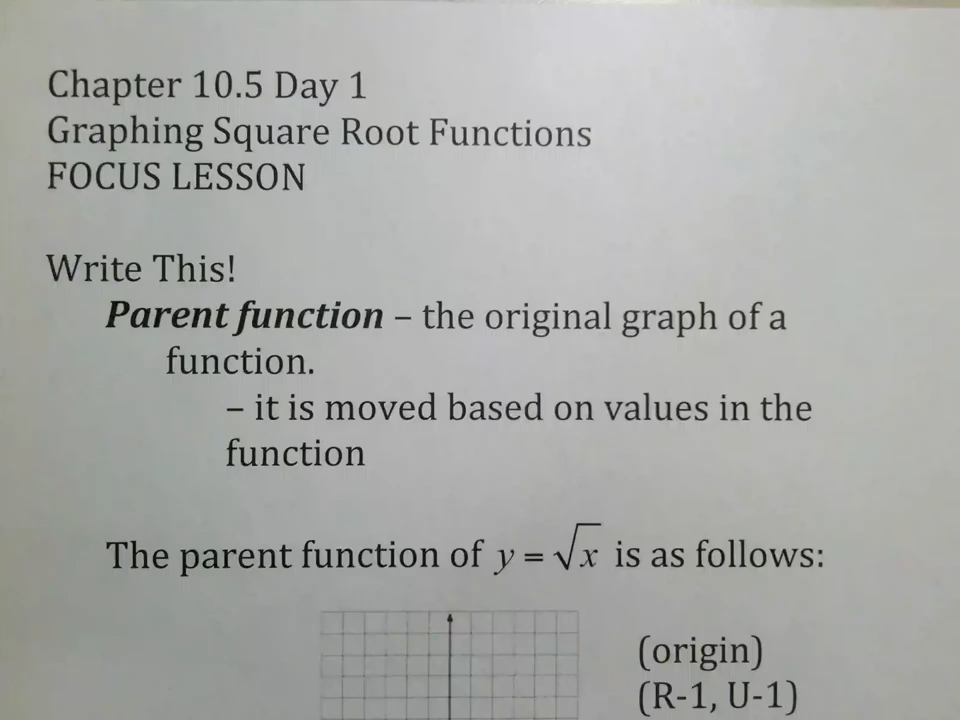 Chapter 10.5 Day 1
Graphing Square Root Functions
FOCUS LESSON
Write This!
Parent function – the original graph of a
function.
– it is moved based on values in the
function
The parent function of y = √x is as follows:
(origin)
(R-1, U-1)